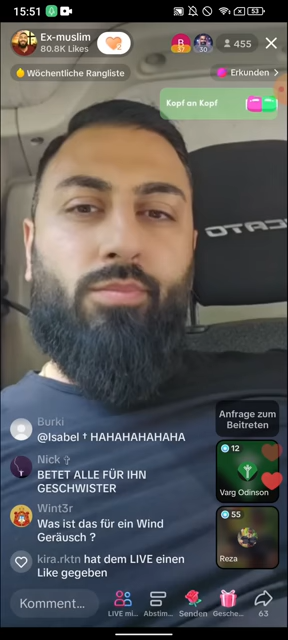 15:51
53
Ex-muslim
80.8K Likes
B
37
30
455
Wöchentliche Rangliste
Erkunden
Kopf an Kopf
Burki
@Isabel † HAHAHAHAHAHA
Nick ✞
BETET ALLE FÜR IHN
GESCHWISTER
Wint3r
Was ist das für ein Wind
Geräusch ?
kira.rktn hat dem LIVE einen
Like gegeben
Anfrage zum
Beitreten
12
Varg Odinson
55
Reza
Komment...
LIVE mi...
Abstim...
Senden
Gesche...
63